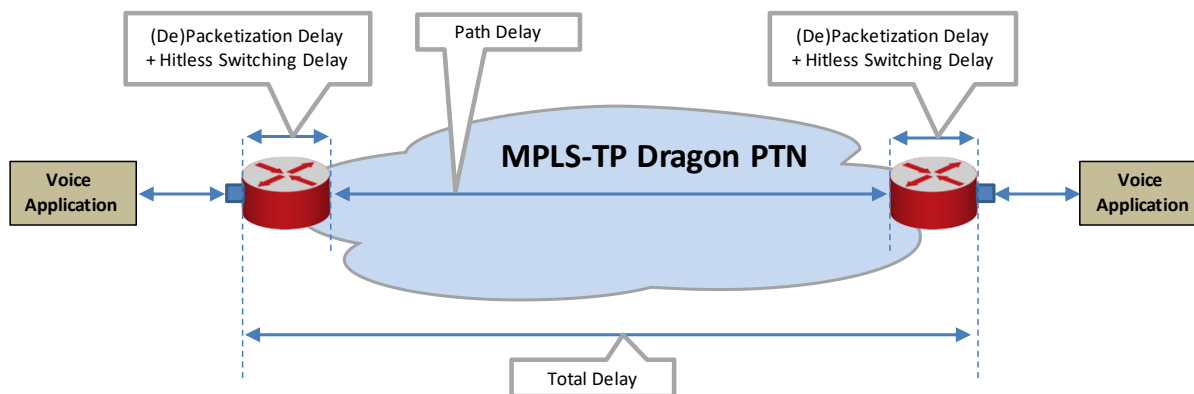 (De)Packetization Delay
+ Hitless Switching Delay
Path Delay
(De)Packetization Delay
+ Hitless Switching Delay
MPLS-TP Dragon PTN
Voice
Application
Voice
Application
Total Delay